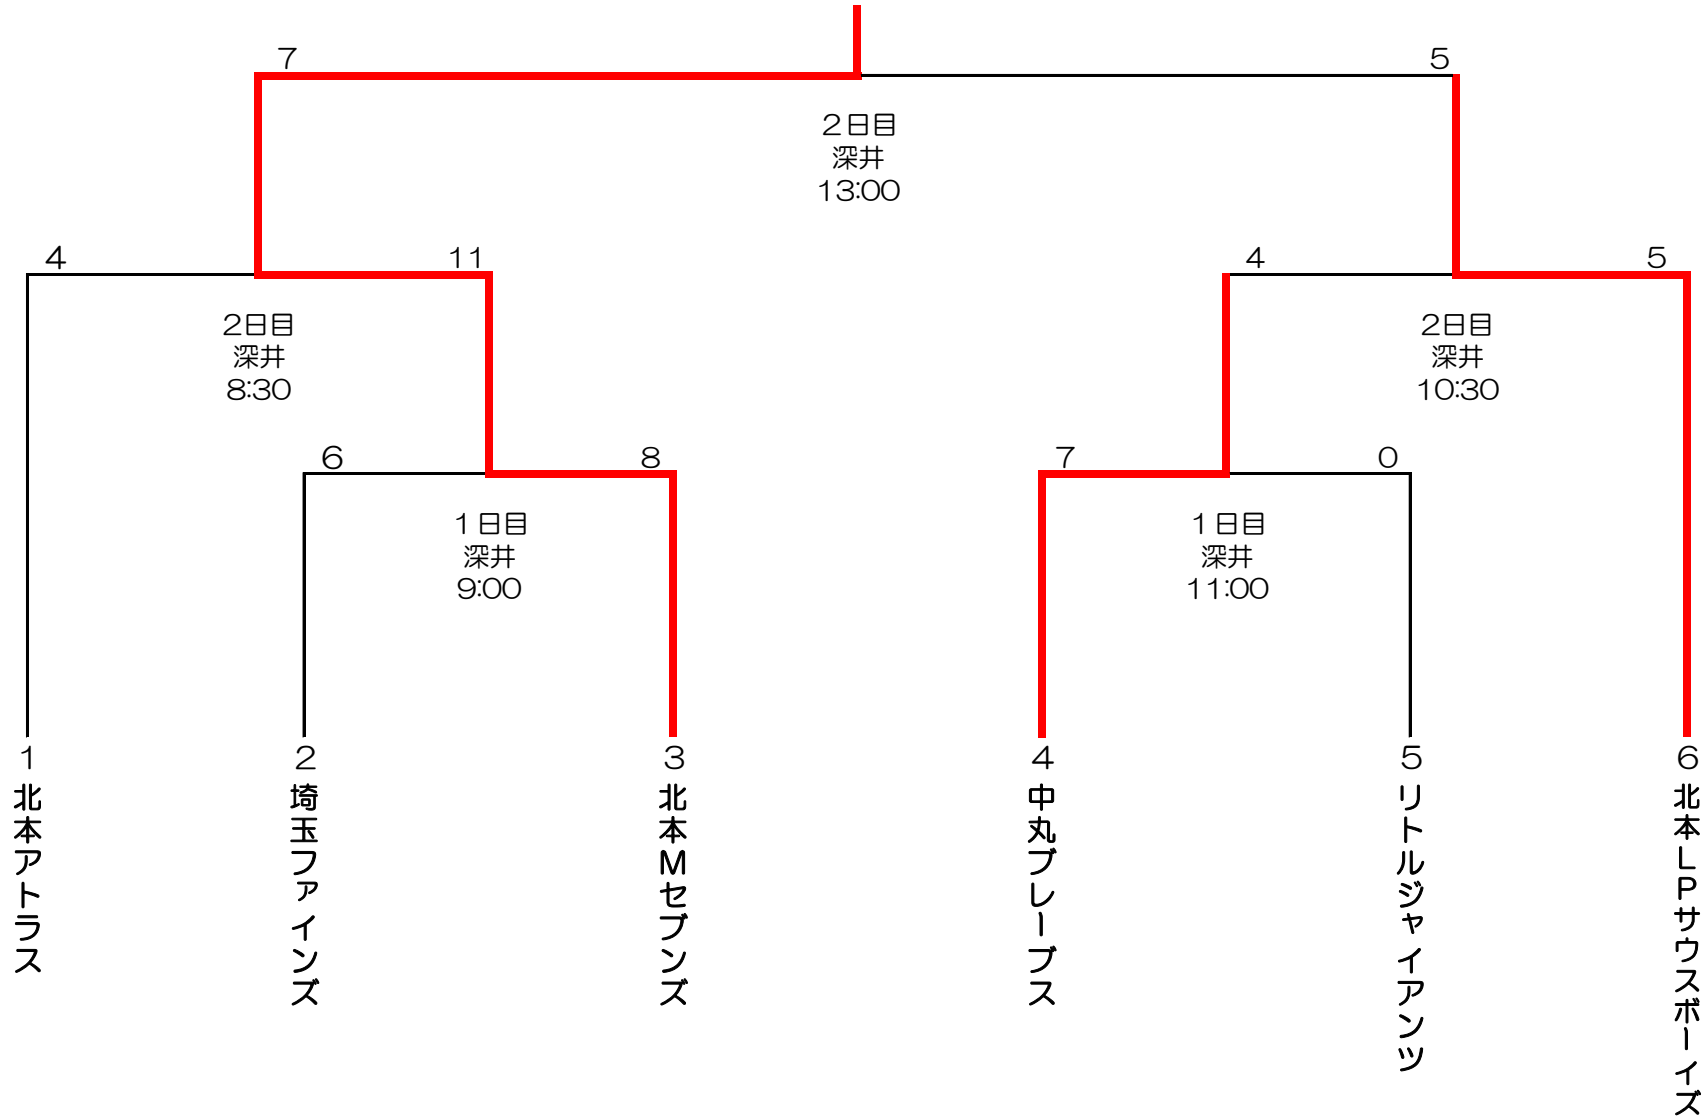 7
5
２日目
深井
13:00
4
11
4
5
２日目
深井
8:30
２日目
深井
10:30
6
8
7
0
１日目
深井
9:00
１日目
深井
11:00
1
2
3
4
5
6
北本アトラス
埼玉ファインズ
北本Ｍセブンズ
中丸ブレーブス
リトルジャイアンツ
北本ＬＰサウスボーイズ